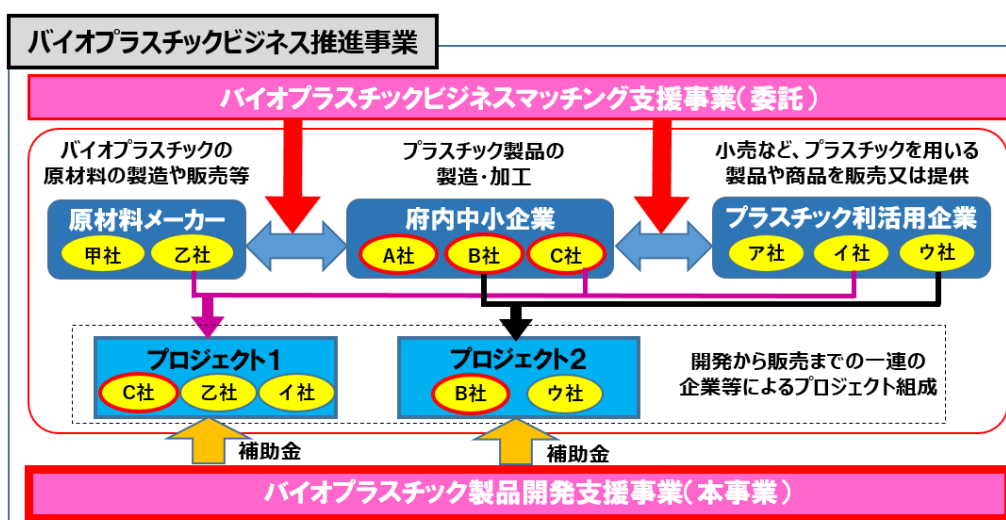 バイオプラスチックビジネス推進事業
バイオプラスチックビジネスマッチング支援事業（委託）
バイオプラスチックの
原材料の製造や販売等
プラスチック製品の
製造・加工
小売など、プラスチックを用いる
製品や商品を販売又は提供
原材料メーカー
甲社
乙社
府内中小企業
A社
B社
C社
プラスチック利活用企業
ア社
イ社
ウ社
プロジェクト1
C社
乙社
イ社
プロジェクト2
B社
ウ社
開発から販売までの一連の
企業等によるプロジェクト組成
補助金
補助金
バイオプラスチック製品開発支援事業（本事業）